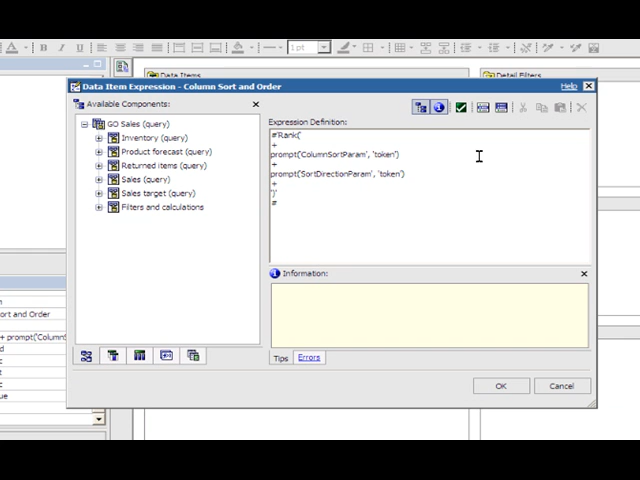 A
B
I
U
1 pt
Data Items
Detail Filters
Data Item Expression - Column Sort and Order
Help
Available Components:
GO Sales (query)
Inventory (query)
Product forecast (query)
Returned items (query)
Sales (query)
Sales target (query)
Filters and calculations
Expression Definition:
#'Rank('
+
prompt('ColumnSortParam', 'token')
+
prompt('SortDirectionParam', 'token')
+
')'
#
Information:
Tips
Errors
OK
Cancel
ort and Order
+ prompt('Column